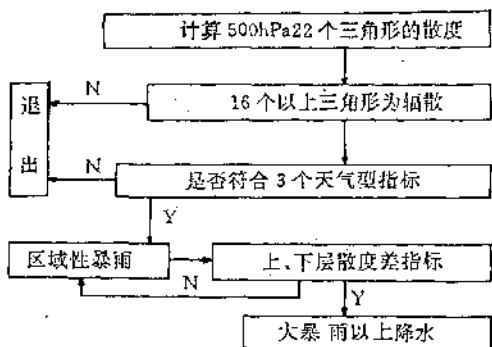 计算500hPa22个三角形的散度
N
退
16个以上三角形为辐散
出
N
是否符合3个天气型指标
Y
区域性暴雨
上、下层散度差指标
N
Y
大暴雨以上降水